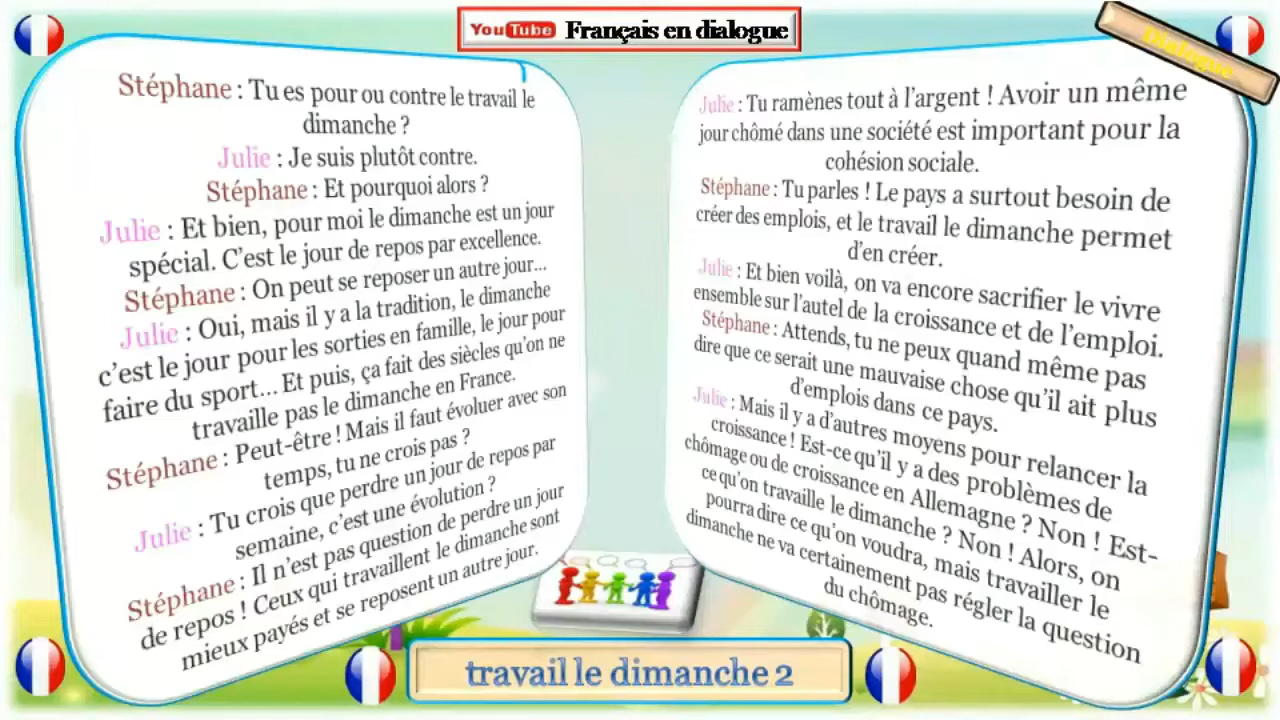 YouTube Français en dialogue
Dialogue
Stéphane : Tu es pour ou contre le travail le
dimanche ?
Julie : Je suis plutôt contre.
Stéphane : Et pourquoi alors ?
Julie : Et bien, pour moi le dimanche est un jour
spécial. C’est le jour de repos par excellence.
Stéphane : On peut se reposer un autre jour...
Julie : Oui, mais il y a la tradition, le dimanche
c’est le jour pour les sorties en famille, le jour pour
faire du sport... Et puis, ça fait des siècles qu’on ne
travaille pas le dimanche en France.
Stéphane : Peut-être ! Mais il faut évoluer avec son
temps, tu ne crois pas ?
Julie : Tu crois que perdre un jour de repos par
semaine, c’est une évolution ?
Stéphane : Il n’est pas question de perdre un jour
de repos ! Ceux qui travaillent le dimanche sont
mieux payés et se reposent un autre jour.
Julie : Tu ramènes tout à l’argent ! Avoir un même
jour chômé dans une société est important pour la
cohésion sociale.
Stéphane : Tu parles ! Le pays a surtout besoin de
créer des emplois, et le travail le dimanche permet
d’en créer.
Julie : Et bien voilà, on va encore sacrifier le vivre
ensemble sur l’autel de la croissance et de l’emploi.
Stéphane : Attends, tu ne peux quand même pas
dire que ce serait une mauvaise chose qu’il ait plus
d’emplois dans ce pays.
Julie : Mais il y a d’autres moyens pour relancer la
croissance ! Est-ce qu’il y a des problèmes de
chômage ou de croissance en Allemagne ? Non ! Est-
ce qu’on travaille le dimanche ? Non ! Alors, on
pourra dire ce qu’on voudra, mais travailler le
dimanche ne va certainement pas régler la question
du chômage.
travail le dimanche 2